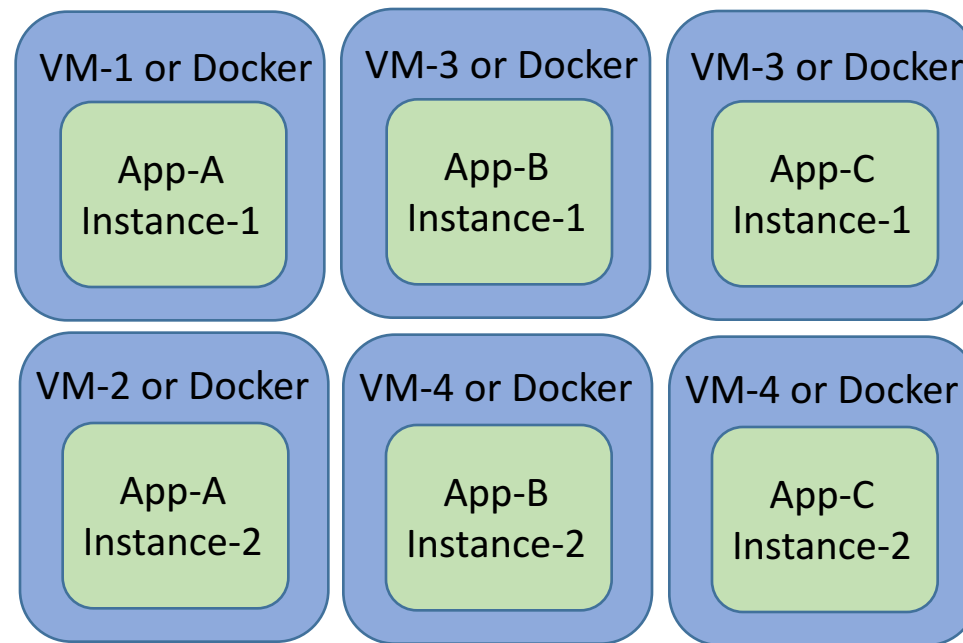 VM-1 or Docker
App-A
Instance-1
VM-3 or Docker
App-B
Instance-1
VM-3 or Docker
App-C
Instance-1
VM-2 or Docker
App-A
Instance-2
VM-4 or Docker
App-B
Instance-2
VM-4 or Docker
App-C
Instance-2